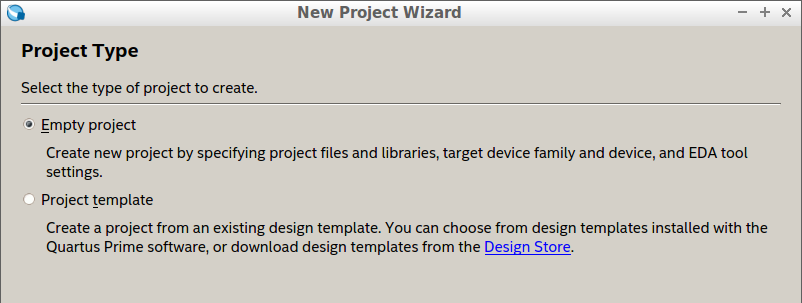 New Project Wizard
Project Type
Select the type of project to create.
Empty project
Create new project by specifying project files and libraries, target device family and device, and EDA tool
settings.
Project template
Create a project from an existing design template. You can choose from design templates installed with the
Quartus Prime software, or download design templates from the Design Store.